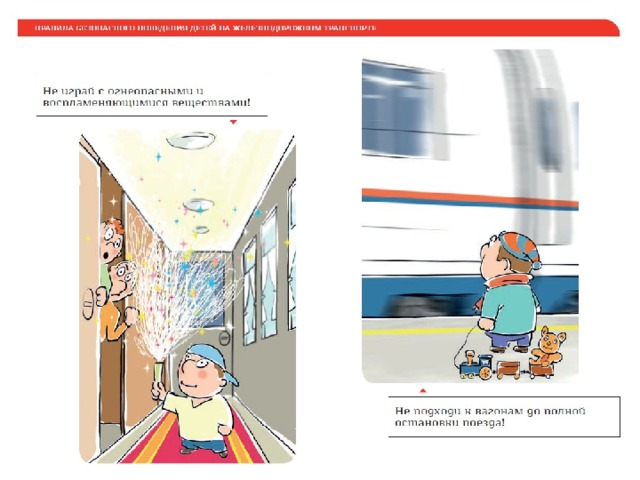 ПРАВИЛА БЕЗОПАСНОГО ПОВЕДЕНИЯ ДЕТЕЙ НА ЖЕЛЕЗНОДОРОЖНОМ ТРАНСПОРТЕ
Не играй с огнеопасными и
воспламеняющимися веществами!
Не подходи к вагонам до полной
остановки поезда!